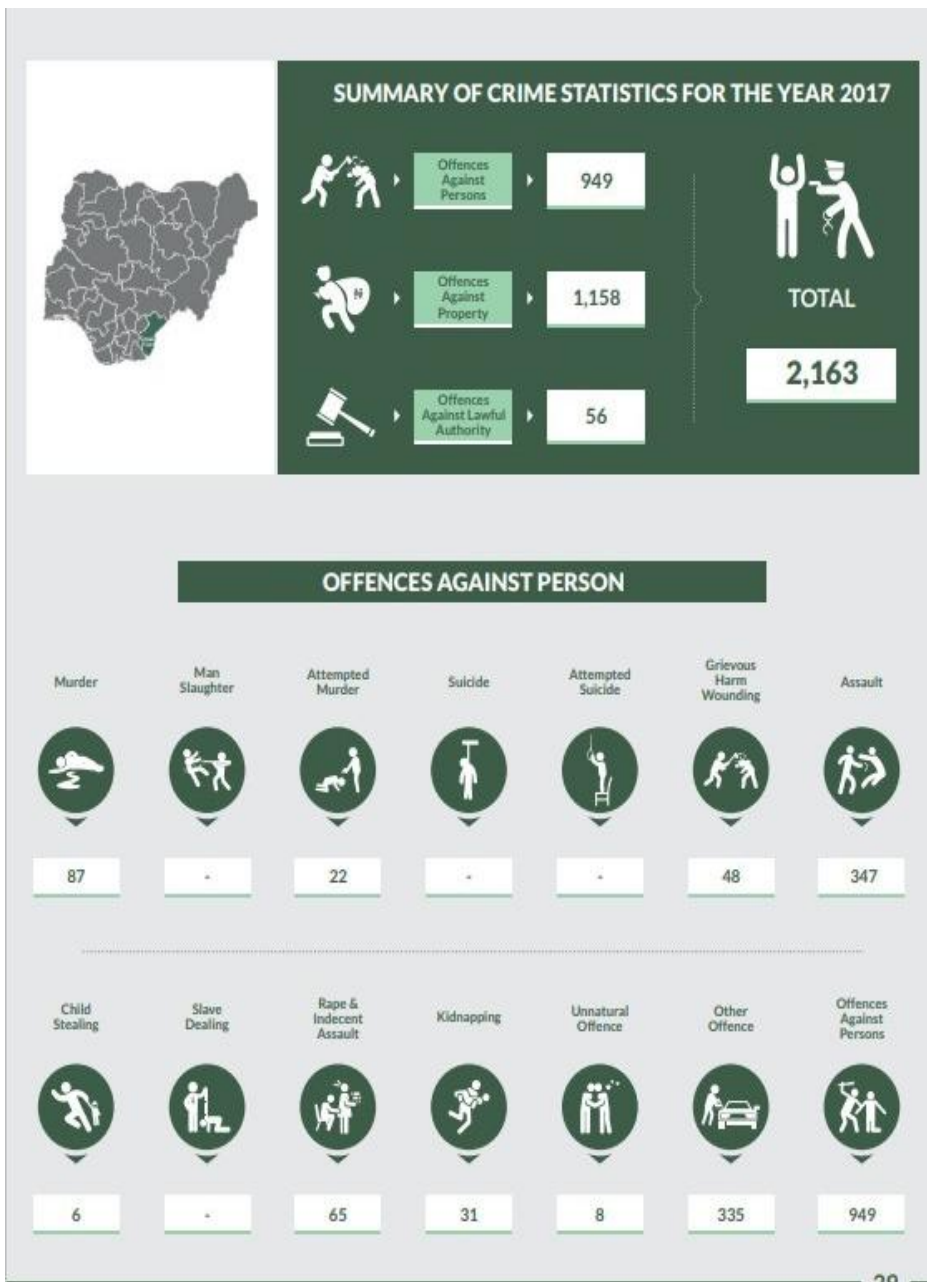 SUMMARY OF CRIME STATISTICS FOR THE YEAR 2017
Offences
Against
Persons
949
Offences
Against
Property
1,158
Offences
Against Lawful
Authority
56
TOTAL
2,163
OFFENCES AGAINST PERSON
Murder
Man
Slaughter
Attempted
Murder
Suicide
Attempted
Suicide
Grievous
Harm
Wounding
Assault
87
-
22
-
-
48
347
Child
Stealing
Slave
Dealing
Rape &
Indecent
Assault
Kidnapping
Unnatural
Offence
Other
Offence
Offences
Against
Persons
6
-
65
31
8
335
949